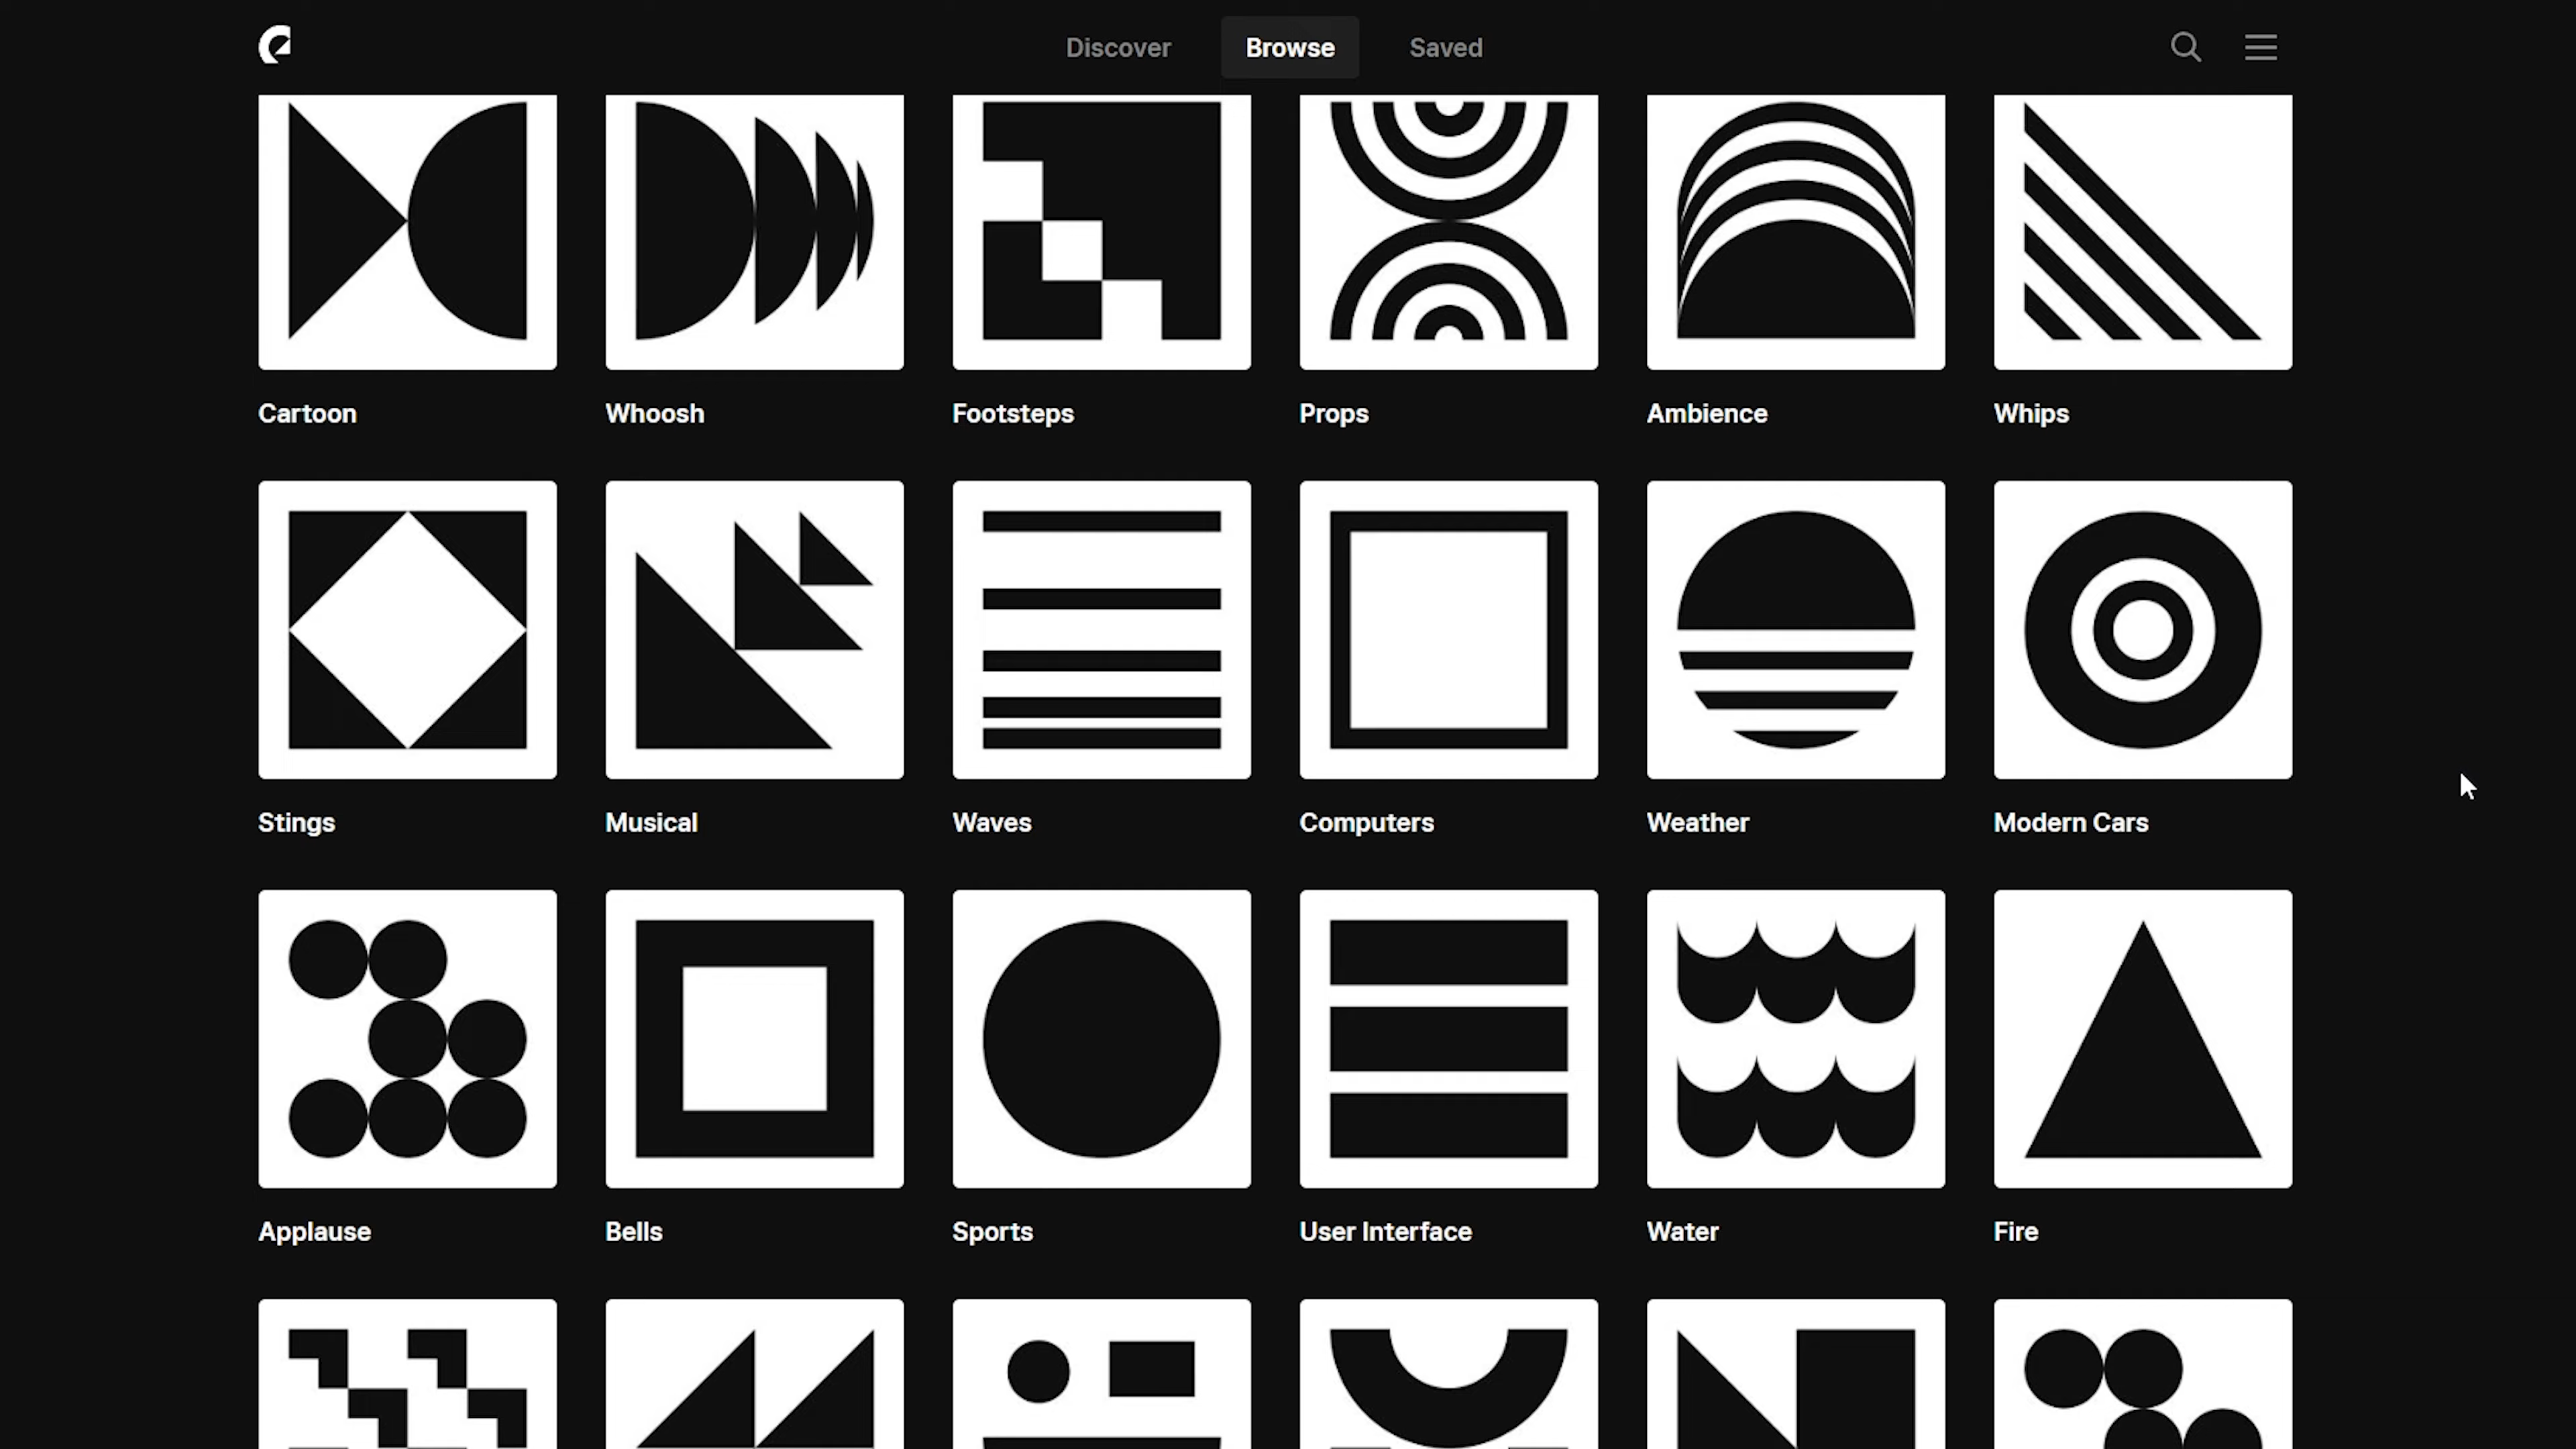 Discover Browse Saved
Cartoon Whoosh Footsteps Props Ambience Whips
Stings Musical Waves Computers Weather Modern Cars
Applause Bells Sports User Interface Water Fire